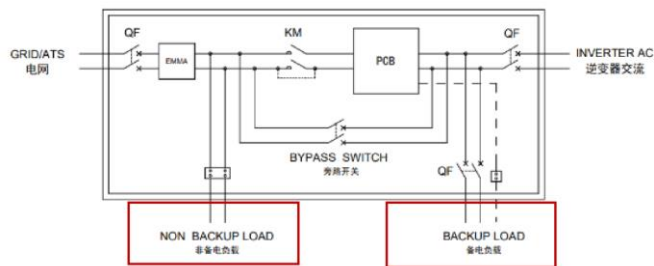 QF
KM
QF
GRID/ATS
电网
EMMA
PCB
INVERTER AC
逆变器交流
BYPASS SWITCH
旁路开关
QF
NON BACKUP LOAD
非备电负载
BACKUP LOAD
备电负载